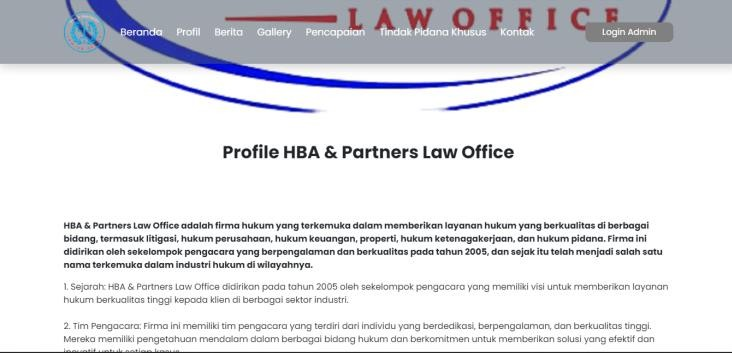 LAW OFFICE
Beranda Profil Berita Gallery Pencapaian Tindak Pidana Khusus Kontak Login Admin
Profile HBA & Partners Law Office
HBA & Partners Law Office adalah firma hukum yang terkemuka dalam memberikan layanan hukum yang berkualitas di berbagai
bidang, termasuk litigasi, hukum perusahaan, hukum keuangan, properti, hukum ketenagakerjaan, dan hukum pidana. Firma ini
didirikan oleh sekelompok pengacara yang berpengalaman dan berkualitas pada tahun 2005, dan sejak itu telah menjadi salah satu
nama terkemuka dalam industri hukum di wilayahnya.
1. Sejarah: HBA & Partners Law Office didirikan pada tahun 2005 oleh sekelompok pengacara yang memiliki visi untuk memberikan layanan
hukum berkualitas tinggi kepada klien di berbagai sektor industri.
2. Tim Pengacara: Firma ini memiliki tim pengacara yang terdiri dari individu yang berdedikasi, berpengalaman, dan berkualitas tinggi.
Mereka memiliki pengetahuan mendalam dalam berbagai bidang hukum dan berkomitmen untuk memberikan solusi yang efektif dan
inovatif untuk setiap kasus.